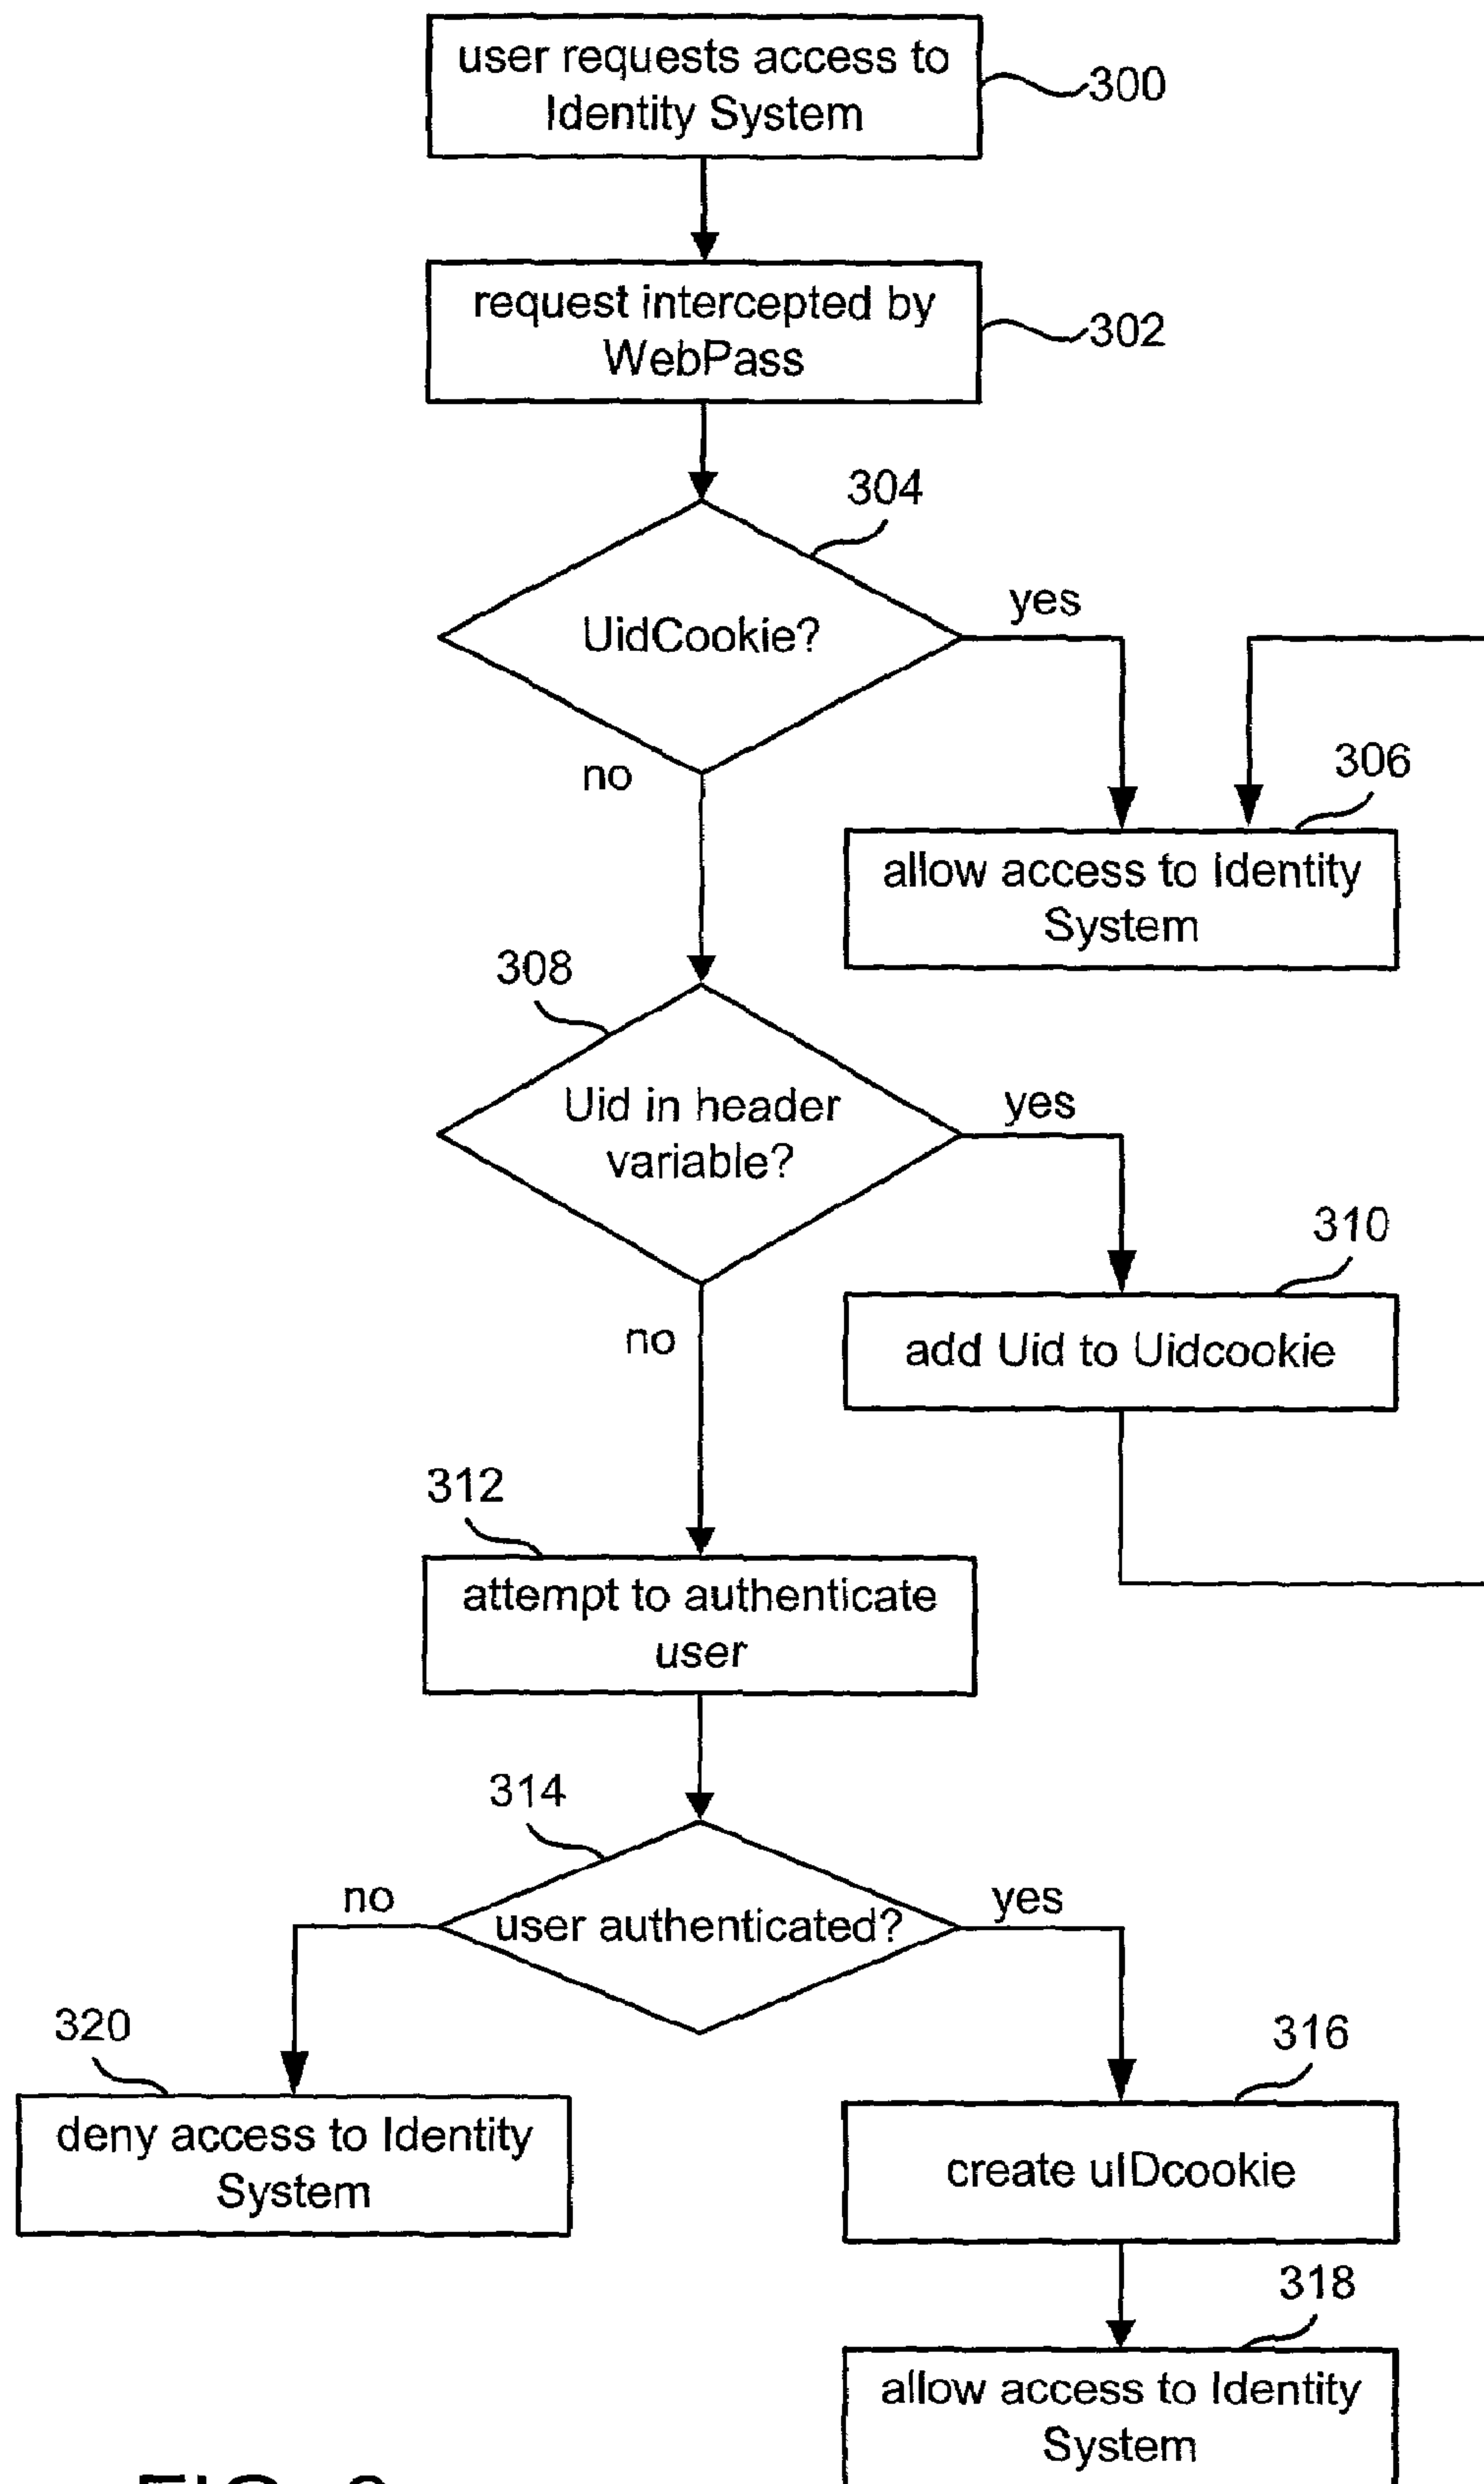 user requests access to
Identity System
300
request intercepted by
WebPass
302
304
UidCookie?
yes
no
306
allow access to Identity
System
308
Uid in header
variable?
yes
no
310
add Uid to Uidcookie
312
attempt to authenticate
user
314
user authenticated?
no
yes
320
deny access to Identity
System
316
create uIDcookie
318
allow access to Identity
System